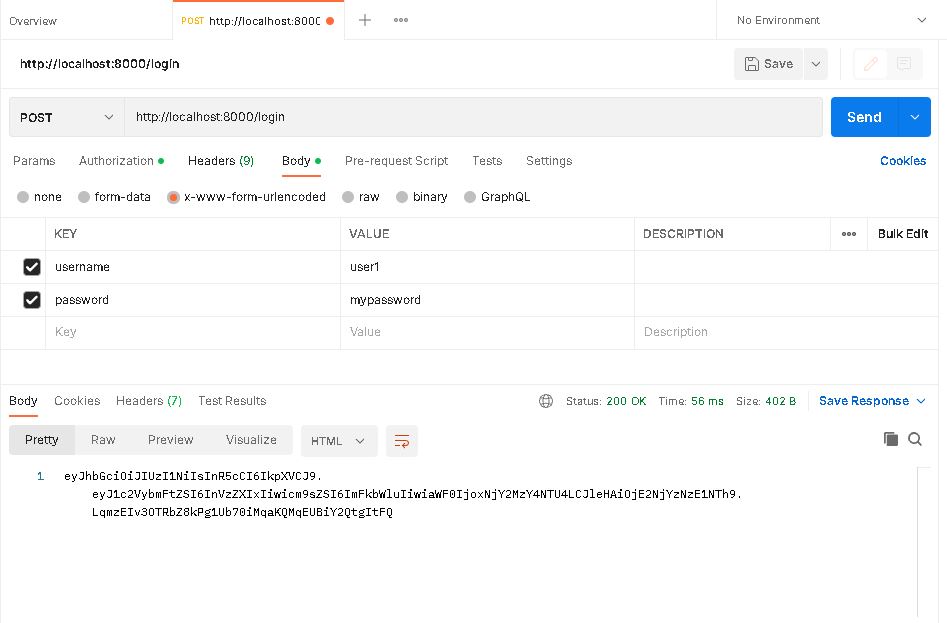 Overview
POST http://localhost:800C
No Environment
http://localhost:8000/login
Save
POST http://localhost:8000/login Send
Params Authorization Headers (9) Body Pre-request Script Tests Settings Cookies
none form-data x-www-form-urlencoded raw binary GraphQL
KEY VALUE DESCRIPTION Bulk Edit
username user1
password mypassword
Key Value Description
Body Cookies Headers (7) Test Results Status: 200 OK Time: 56 ms Size: 402 B Save Response
Pretty Raw Preview Visualize HTML
1 eyJhbGciOiJIUzI1NiIsInR5cCI6IkpXVCJ9.
eyJ1c2VybmFtZSI6InVzZXIxIiwicm9sZSI6ImFkbWluIiwiaWF0IjoxNjY2MzY4NTU4LCJleHAiOjE2NjYzNzE1NTh9.
LqmzEIv3OTRbZ8kPg1Ub70iMqaKQMqEUBiY2QtgItFQ